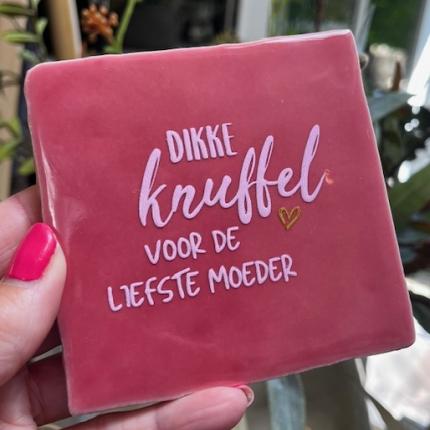 DIKKE
knuffel
VOOR DE
LIEFSTE MOEDER